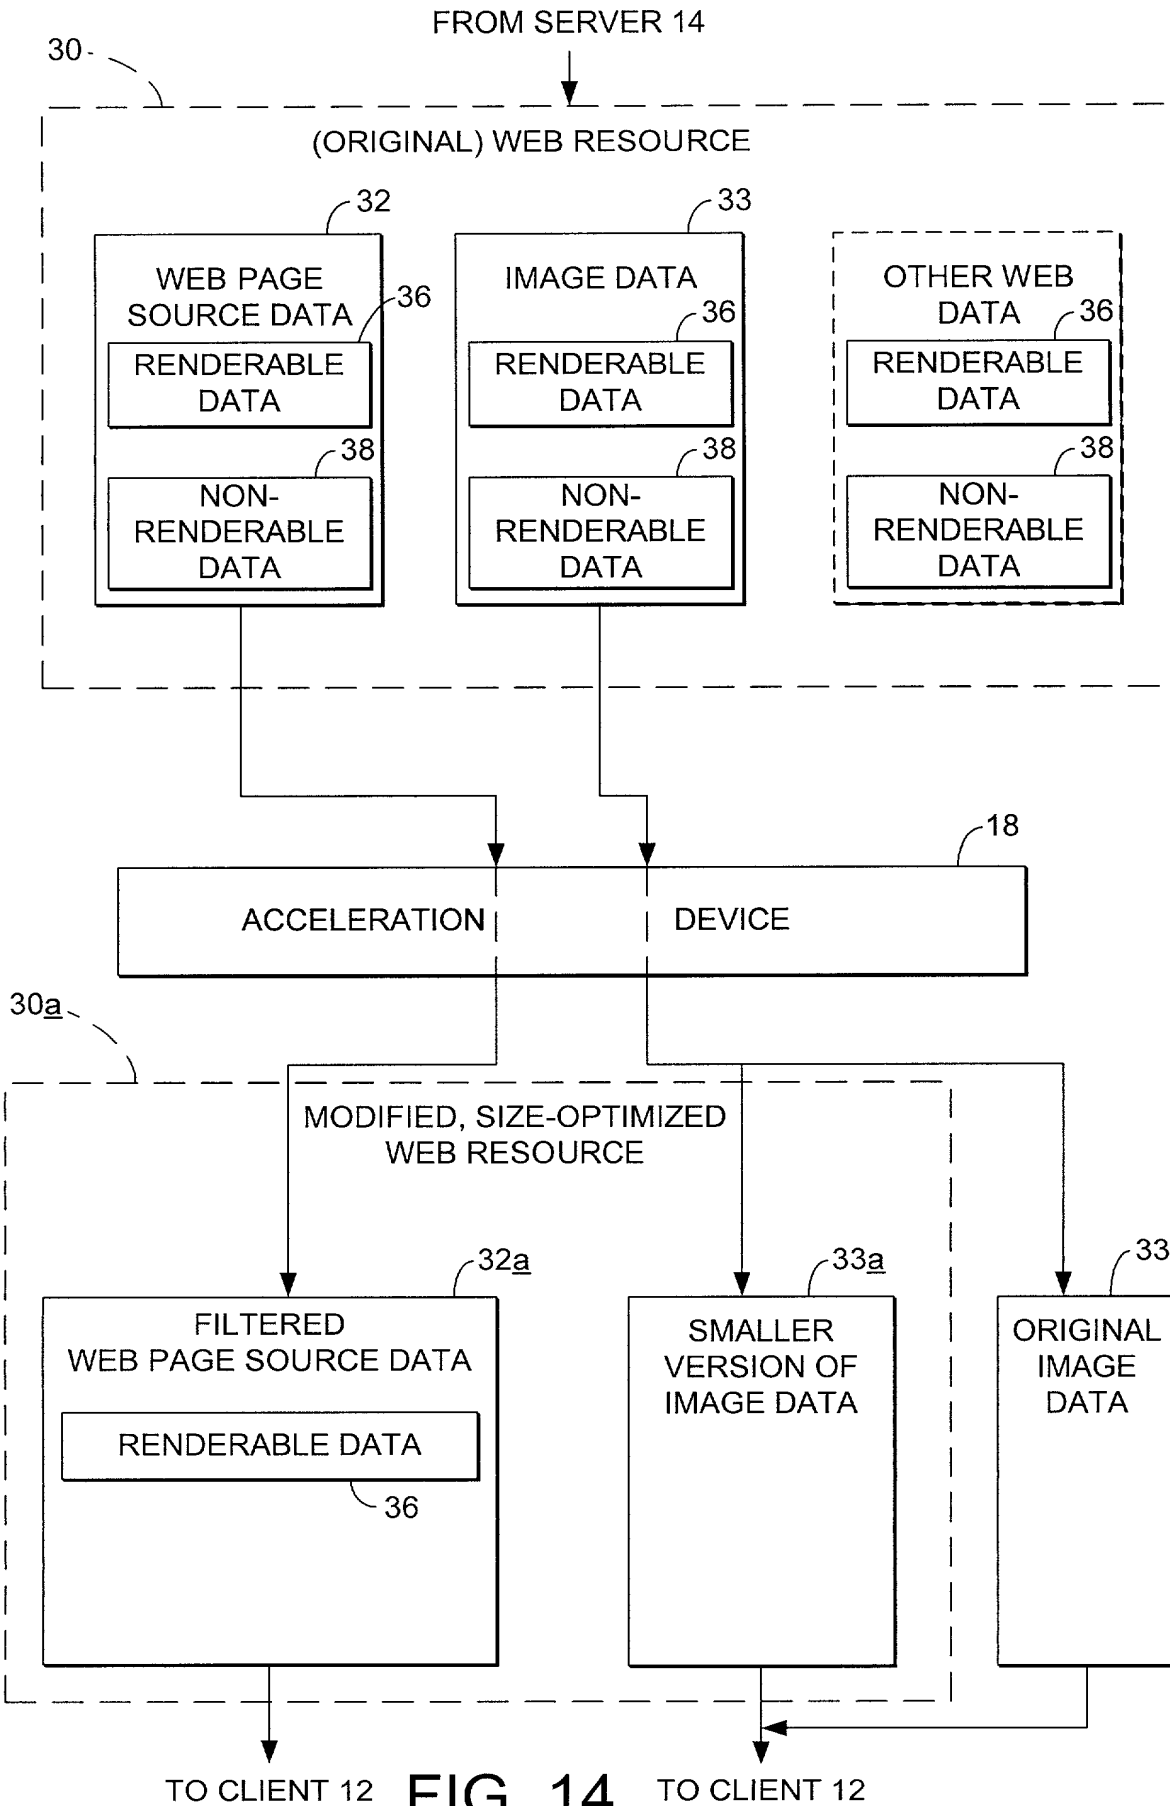 FROM SERVER 14
30
(ORIGINAL) WEB RESOURCE
32
WEB PAGE
SOURCE DATA
36
RENDERABLE
DATA
38
NON-
RENDERABLE
DATA
33
IMAGE DATA
36
RENDERABLE
DATA
38
NON-
RENDERABLE
DATA
OTHER WEB
DATA
36
RENDERABLE
DATA
38
NON-
RENDERABLE
DATA
18
ACCELERATION DEVICE
30a
MODIFIED, SIZE-OPTIMIZED
WEB RESOURCE
32a
FILTERED
WEB PAGE SOURCE DATA
RENDERABLE DATA
36
33a
SMALLER
VERSION OF
IMAGE DATA
33
ORIGINAL
IMAGE
DATA
TO CLIENT 12
FIG. 14
TO CLIENT 12